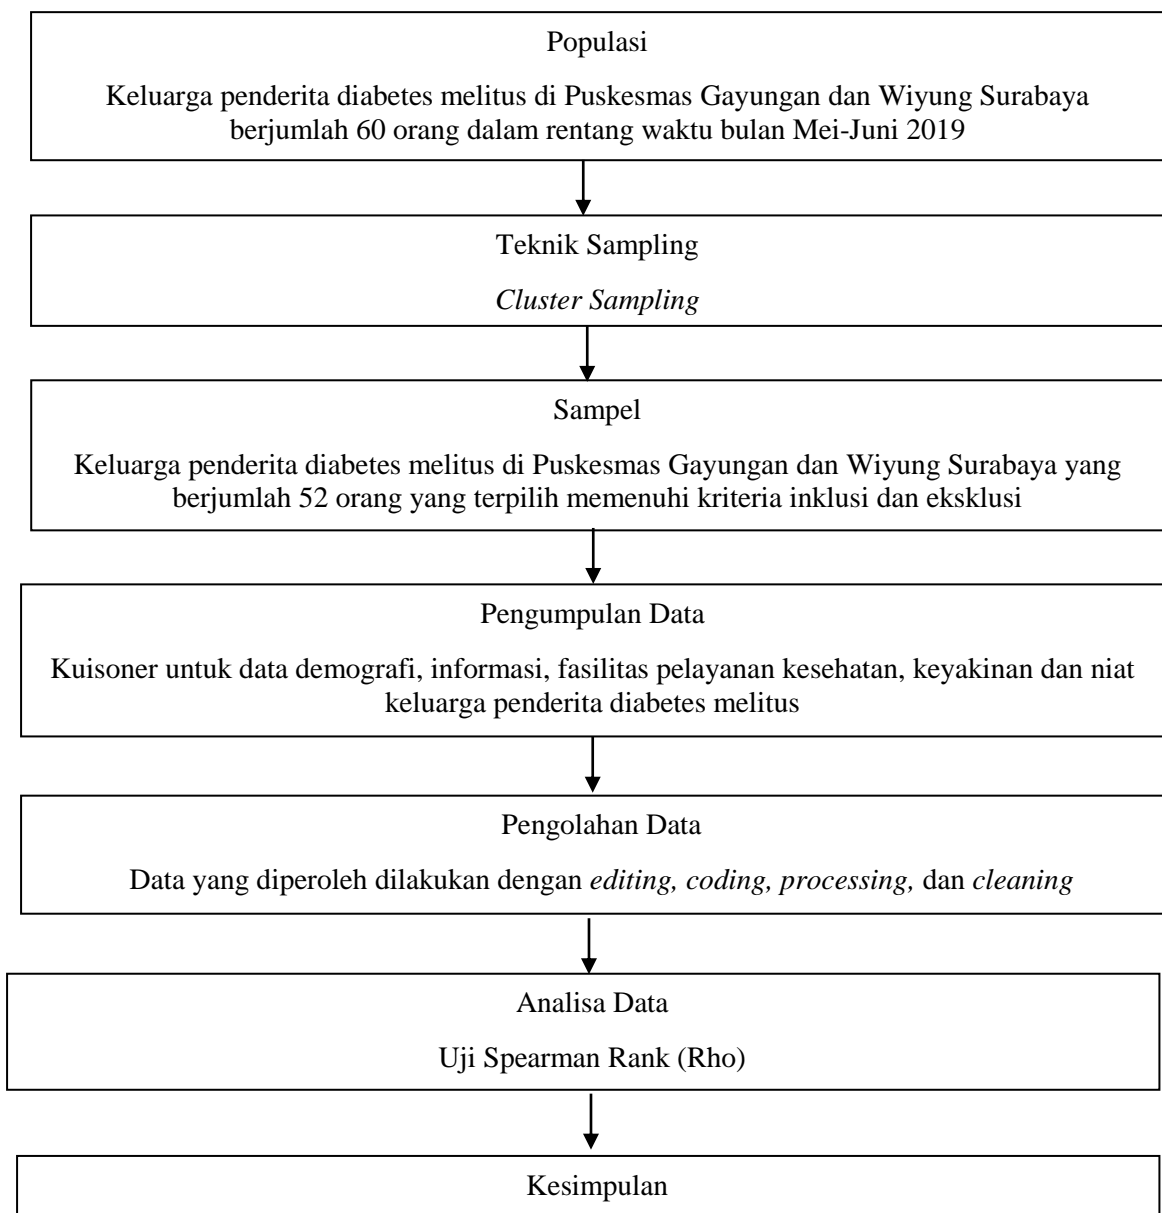 Populasi
Keluarga penderita diabetes melitus di Puskesmas Gayungan dan Wiyung Surabaya
berjumlah 60 orang dalam rentang waktu bulan Mei-Juni 2019
Teknik Sampling
Cluster Sampling
Sampel
Keluarga penderita diabetes melitus di Puskesmas Gayungan dan Wiyung Surabaya yang
berjumlah 52 orang yang terpilih memenuhi kriteria inklusi dan eksklusi
Pengumpulan Data
Kuisoner untuk data demografi, informasi, fasilitas pelayanan kesehatan, keyakinan dan niat
keluarga penderita diabetes melitus
Pengolahan Data
Data yang diperoleh dilakukan dengan editing, coding, processing, dan cleaning
Analisa Data
Uji Spearman Rank (Rho)
Kesimpulan